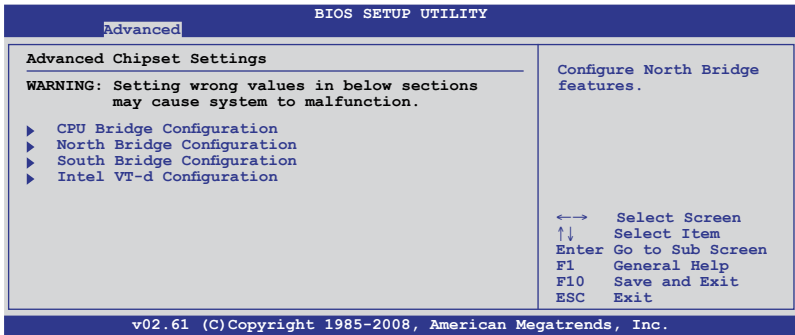 BIOS SETUP UTILITY
Advanced
Advanced Chipset Settings
WARNING: Setting wrong values in below sections
may cause system to malfunction.
CPU Bridge Configuration
North Bridge Configuration
South Bridge Configuration
Intel VT-d Configuration
Configure North Bridge
features.
←→ Select Screen
↑↓ Select Item
Enter Go to Sub Screen
F1 General Help
F10 Save and Exit
ESC Exit
v02.61 (C)Copyright 1985-2008, American Megatrends, Inc.